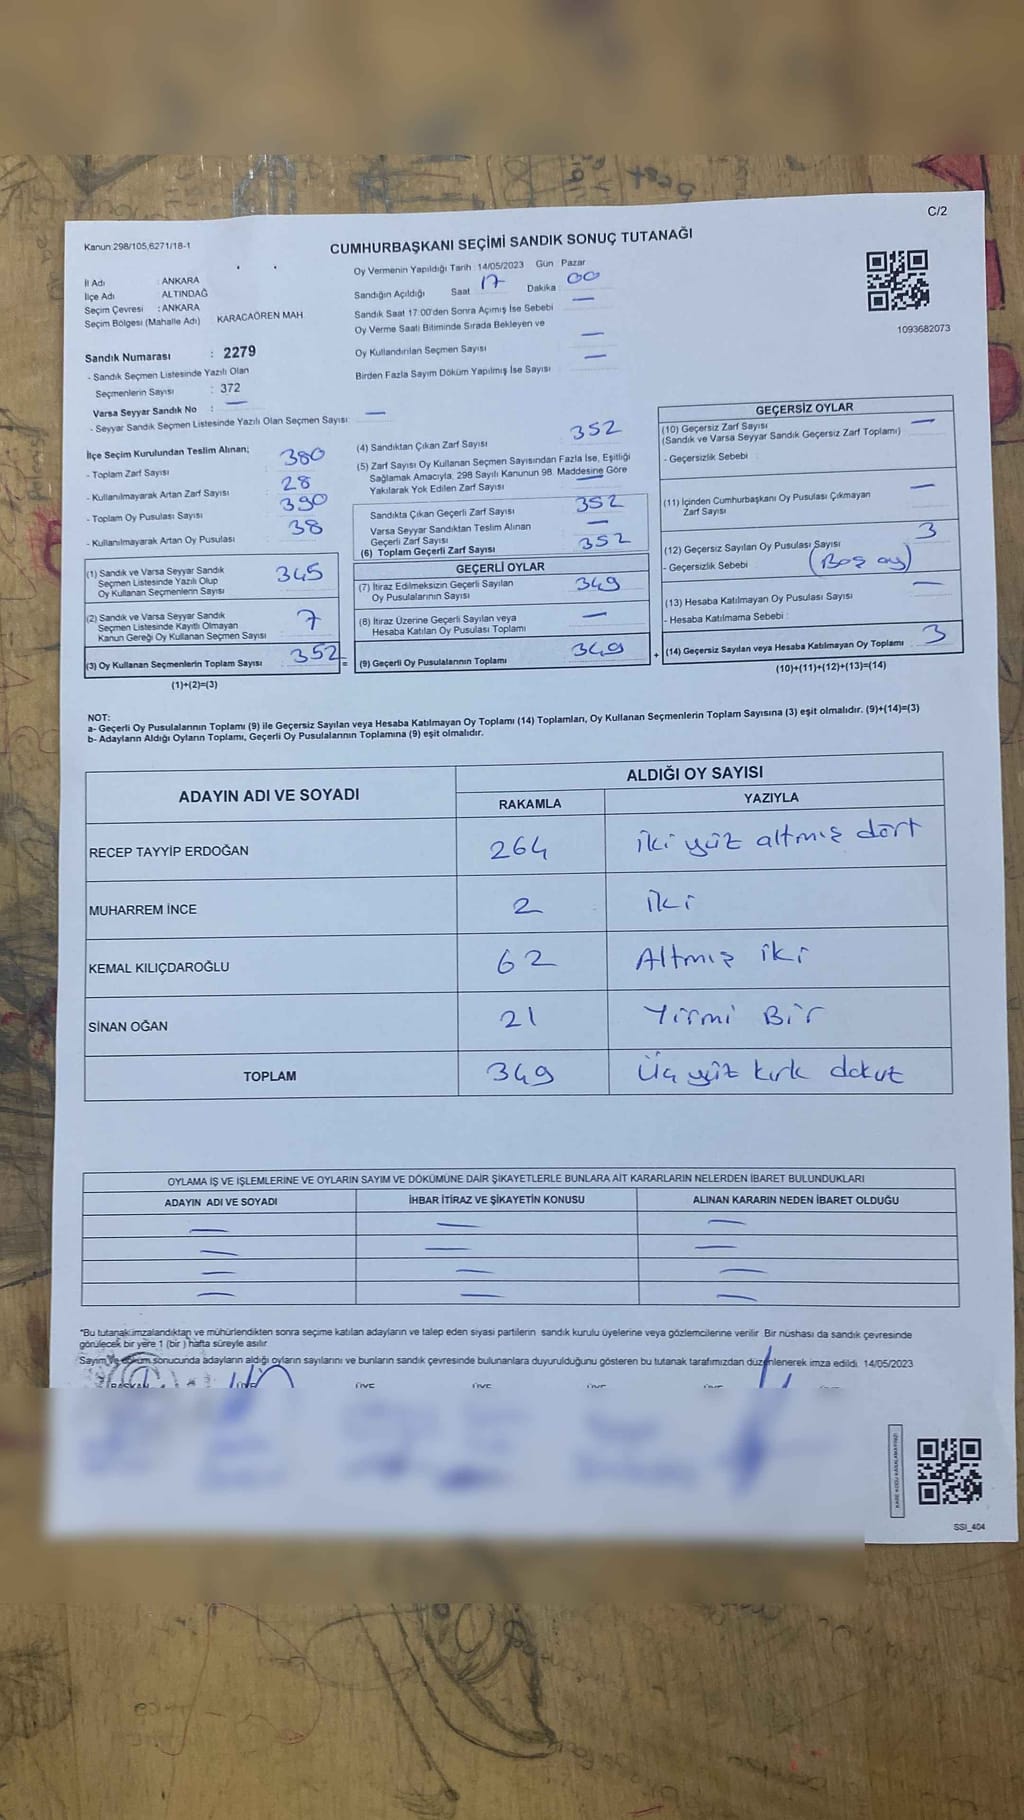 C/2
Kanun:298/105,6271/18-1
CUMHURBAŞKANI SEÇİMİ SANDIK SONUÇ TUTANAĞI
İl Adı : ANKARA
İlçe Adı ALTINDAĞ
Seçim Çevresi : ANKARA
Seçim Bölgesi (Mahalle Adı) KARACAÖREN MAH.
Oy Vermenin Yapıldığı Tarih : 14/05/2023 Gün Pazar
Sandığın Açıldığı Saat 17 Dakika : 00
Sandık Saat 17:00'den Sonra Açımış İse Sebebi —
Oy Verme Saati Bitiminde Sırada Bekleyen ve
Oy Kullandırılan Seçmen Sayısı —
Birden Fazla Sayım Döküm Yapılmış İse Sayısı —
1093682073
Sandık Numarası : 2279
- Sandık Seçmen Listesinde Yazılı Olan
Seçmenlerin Sayısı : 372
Varsa Seyyar Sandık No : —
- Seyyar Sandık Seçmen Listesinde Yazılı Olan Seçmen Sayısı: —
İlçe Seçim Kurulundan Teslim Alınan;
- Toplam Zarf Sayısı 380
- Kullanılmayarak Artan Zarf Sayısı 28
- Toplam Oy Pusulası Sayısı 390
- Kullanılmayarak Artan Oy Pusulası 38
(1) Sandık ve Varsa Seyyar Sandık
Seçmen Listesinde Yazılı Olup
Oy Kullanan Seçmenlerin Sayısı 345
(2) Sandık ve Varsa Seyyar Sandık
Seçmen Listesinde Kayıtlı Olmayan
Kanun Gereği Oy Kullanan Seçmen Sayısı 7
(3) Oy Kullanan Seçmenlerin Toplam Sayısı 352 =
(1)+(2)=(3)
(4) Sandıktan Çıkan Zarf Sayısı 352
(5) Zarf Sayısı Oy Kullanan Seçmen Sayısından Fazla İse, Eşitliği
Sağlamak Amacıyla, 298 Sayılı Kanunun 98. Maddesine Göre
Yakılarak Yok Edilen Zarf Sayısı —
Sandıkta Çıkan Geçerli Zarf Sayısı 352
Varsa Seyyar Sandıktan Teslim Alınan
Geçerli Zarf Sayısı —
(6) Toplam Geçerli Zarf Sayısı 352
GEÇERLİ OYLAR
(7) İtiraz Edilmeksizin Geçerli Sayılan
Oy Pusulalarının Sayısı 349
(8) İtiraz Üzerine Geçerli Sayılan veya
Hesaba Katılan Oy Pusulası Toplamı —
(9) Geçerli Oy Pusulalarının Toplamı 349 +
GEÇERSİZ OYLAR
(10) Geçersiz Zarf Sayısı —
(Sandık ve Varsa Seyyar Sandık Geçersiz Zarf Toplamı)
- Geçersizlik Sebebi :
(11) İçinden Cumhurbaşkanı Oy Pusulası Çıkmayan
Zarf Sayısı —
(12) Geçersiz Sayılan Oy Pusulası Sayısı 3
- Geçersizlik Sebebi (Boş oy)
(13) Hesaba Katılmayan Oy Pusulası Sayısı —
- Hesaba Katılmama Sebebi :
(14) Geçersiz Sayılan veya Hesaba Katılmayan Oy Toplamı 3
(10)+(11)+(12)+(13)=(14)
NOT:
a- Geçerli Oy Pusulalarının Toplamı (9) ile Geçersiz Sayılan veya Hesaba Katılmayan Oy Toplamı (14) Toplamları, Oy Kullanan Seçmenlerin Toplam Sayısına (3) eşit olmalıdır. (9)+(14)=(3)
b- Adayların Aldığı Oyların Toplamı, Geçerli Oy Pusulalarının Toplamına (9) eşit olmalıdır.
ADAYIN ADI VE SOYADI
ALDIĞI OY SAYISI
RAKAMLA YAZIYLA
RECEP TAYYİP ERDOĞAN 264 iki yüz altmış dört
MUHARREM İNCE 2 iki
KEMAL KILIÇDAROĞLU 62 Altmış iki
SİNAN OĞAN 21 Yirmi Bir
TOPLAM 349 Üç yüz kırk dokuz
OYLAMA İŞ VE İŞLEMLERİNE VE OYLARIN SAYIM VE DÖKÜMÜNE DAİR ŞİKAYETLERLE BUNLARA AİT KARARLARIN NELERDEN İBARET BULUNDUKLARI
ADAYIN ADI VE SOYADI İHBAR İTİRAZ VE ŞİKAYETİN KONUSU ALINAN KARARIN NEDEN İBARET OLDUĞU
— — —
— — —
— — —
— — —
*Bu tutanak imzalandıktan ve mühürlendikten sonra seçime katılan adayların ve talep eden siyasi partilerin sandık kurulu üyelerine veya gözlemcilerine verilir. Bir nüshası da sandık çevresinde
görülecek bir yere 1 (bir) hafta süreyle asılır.
Sayım ve döküm sonucunda adayların aldığı oyların sayılarını ve bunların sandık çevresinde bulunanlara duyurulduğunu gösteren bu tutanak tarafımızdan düzenlenerek imza edildi. 14/05/2023
BAŞKAN ÜYE ÜYE ÜYE ÜYE ÜYE ÜYE
SSI_404